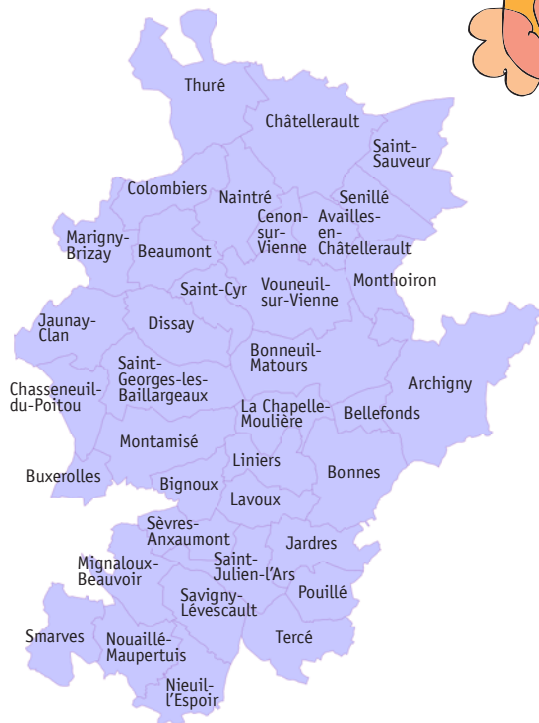 Thuré
Châtellerault
Saint-
Sauveur
Colombiers
Naintré
Senillé
Cenon-
sur-
Vienne
Availles-
en-
Châtellerault
Marigny-
Brizay
Beaumont
Monthoiron
Saint-Cyr
Vouneuil-
sur-Vienne
Jaunay-
Clan
Dissay
Bonneuil-
Matours
Saint-
Georges-les-
Baillargeaux
Archigny
Chasseneuil-
du-Poitou
La Chapelle-
Moulière
Bellefonds
Montamisé
Liniers
Bonnes
Buxerolles
Bignoux
Lavoux
Sèvres-
Anxaumont
Jardres
Saint-
Julien-l'Ars
Mignaloux-
Beauvoir
Pouillé
Savigny-
Lévescault
Smarves
Nouaillé-
Maupertuis
Tercé
Nieuil-
l'Espoir